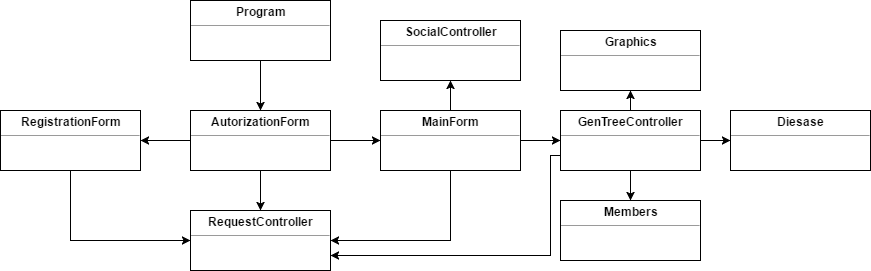 Program
SocialController
Graphics
RegistrationForm
AutorizationForm
MainForm
GenTreeController
Diesase
RequestController
Members